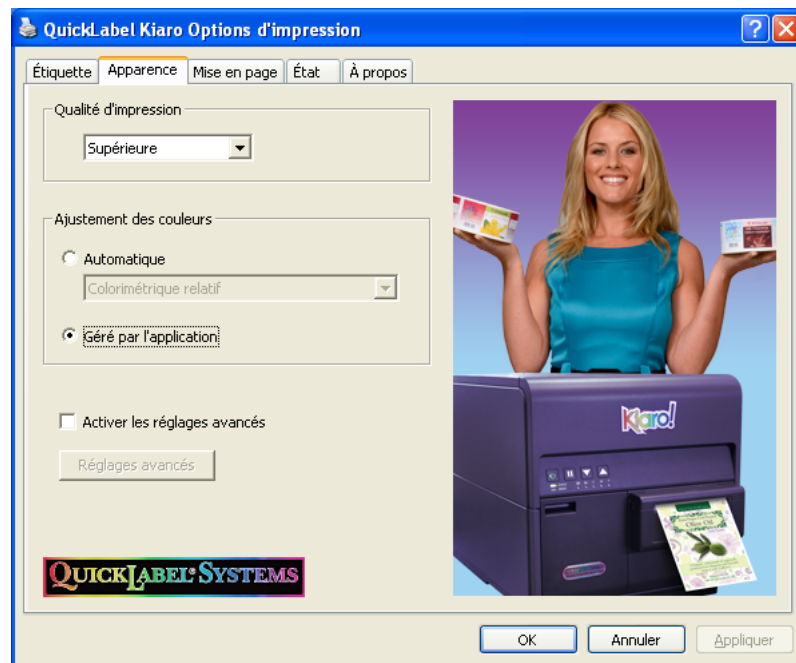 QuickLabel Kiaro Options d'impression
Étiquette Apparence Mise en page État À propos
Qualité d'impression
Supérieure
Ajustement des couleurs
Automatique
Colorimétrique relatif
Géré par l'application
Activer les réglages avancés
Réglages avancés
QUICKLABEL® SYSTEMS
Kiaro!
Olive Oil
OK Annuler Appliquer